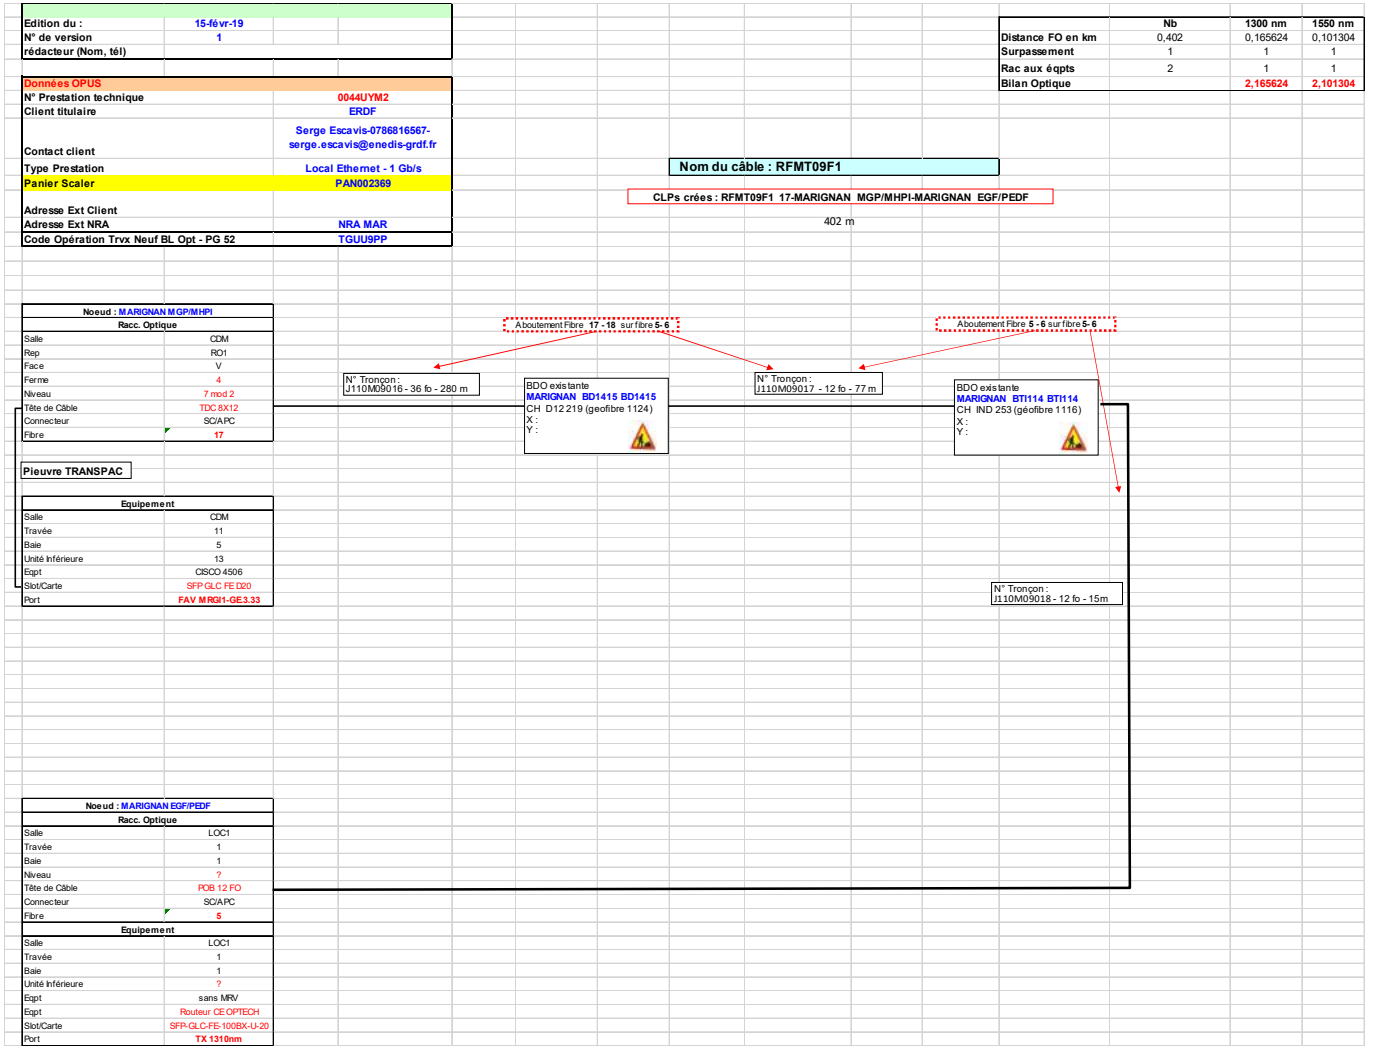 Edition du : 15-févr-19
N° de version 1
rédacteur (Nom, tél)
Nb 1300 nm 1550 nm
Distance FO en km 0,402 0,165624 0,101304
Surpassement 1 1 1
Rac aux éqpts 2 1 1
Bilan Optique 2,165624 2,101304
Données OPUS
N° Prestation technique 0044UYM2
Client titulaire ERDF
Serge Escavis-0786816567-
serge.escavis@enedis-grdf.fr
Contact client
Type Prestation Local Ethernet - 1 Gb/s
Panier Scaler PAN002369
Adresse Ext Client
Adresse Ext NRA NRA MAR
Code Opération Trvx Neuf BL Opt - PG 52 TGUU9PP
Nom du câble : RFMT09F1
CLPs crées : RFMT09F1 17-MARIGNAN MGP/MHPI-MARIGNAN EGF/PEDF
402 m
Noeud : MARIGNAN MGP/MHPI
Racc. Optique
Salle CDM
Rep RO1
Face V
Ferme 4
Niveau 7 mod 2
Tête de Câble TDC 8X12
Connecteur SC/APC
Fibre 17
Aboutement Fibre 17 - 18 sur fibre 5- 6
Aboutement Fibre 5 - 6 sur fibre 5- 6
N° Tronçon :
J110M09016 - 36 fo - 280 m
BDO existante
MARIGNAN BD1415 BD1415
CH D12 219 (geofibre 1124)
X :
Y :
N° Tronçon :
J110M09017 - 12 fo - 77 m
BDO existante
MARIGNAN BTI114 BTI114
CH IND 253 (géofibre 1116)
X :
Y :
Pieuvre TRANSPAC
Equipement
Salle CDM
Travée 11
Baie 5
Unité Inférieure 13
Eqpt CISCO 4506
Slot/Carte SFP GLC FE D20
Port FAV MRGI1-GE3.33
N° Tronçon :
J110M09018 - 12 fo - 15m
Noeud : MARIGNAN EGF/PEDF
Racc. Optique
Salle LOC1
Travée 1
Baie 1
Niveau ?
Tête de Câble POB 12 FO
Connecteur SC/APC
Fibre 5
Equipement
Salle LOC1
Travée 1
Baie 1
Unité Inférieure ?
Eqpt sans MRV
Eqpt Routeur CE OPTECH
Slot/Carte SFP-GLC-FE-100BX-U-20
Port TX 1310nm